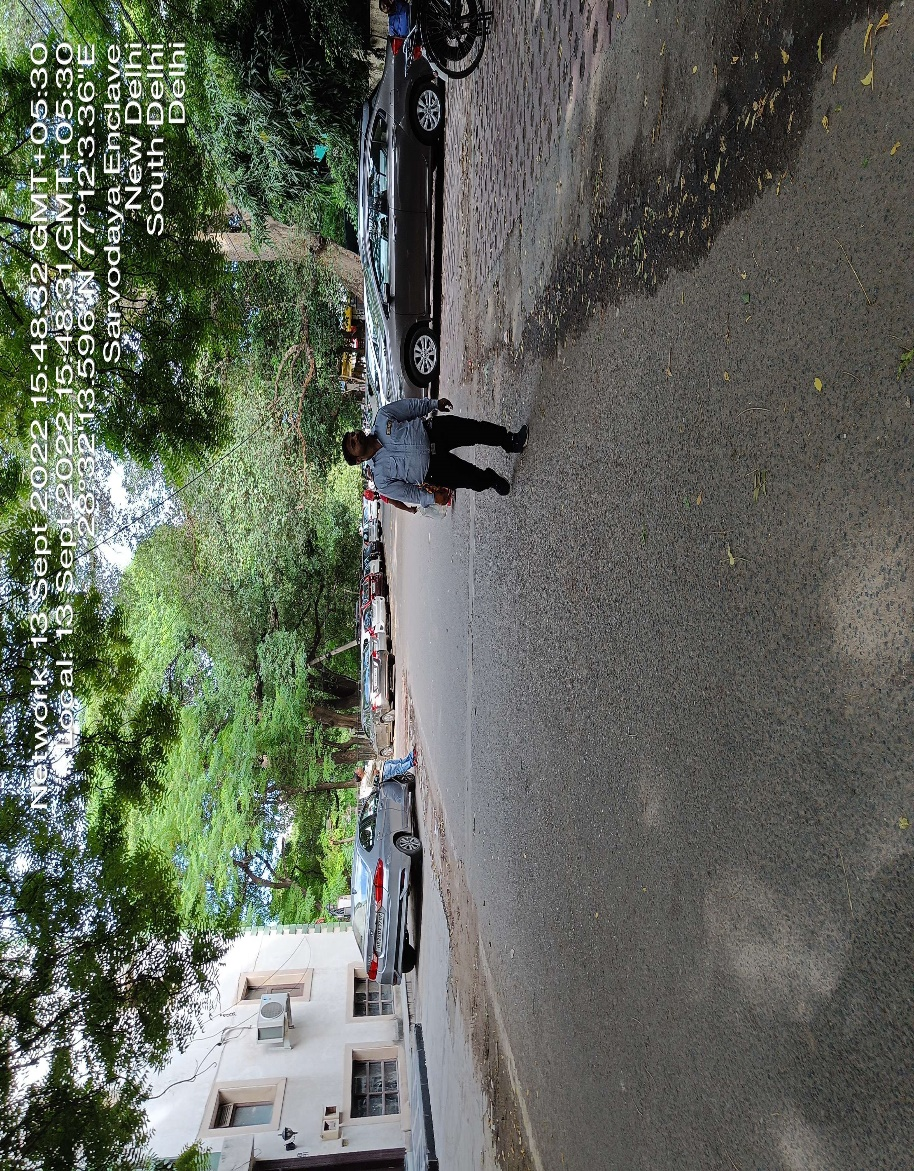 Network: 13 Sept 2022 15:48:32 GMT +05:30
Local: 13 Sept 2022 15:48:31 GMT +05:30
28°32'13.596"N 77°12'3.36"E
Sarvodaya Enclave
New Delhi
South Delhi
Delhi